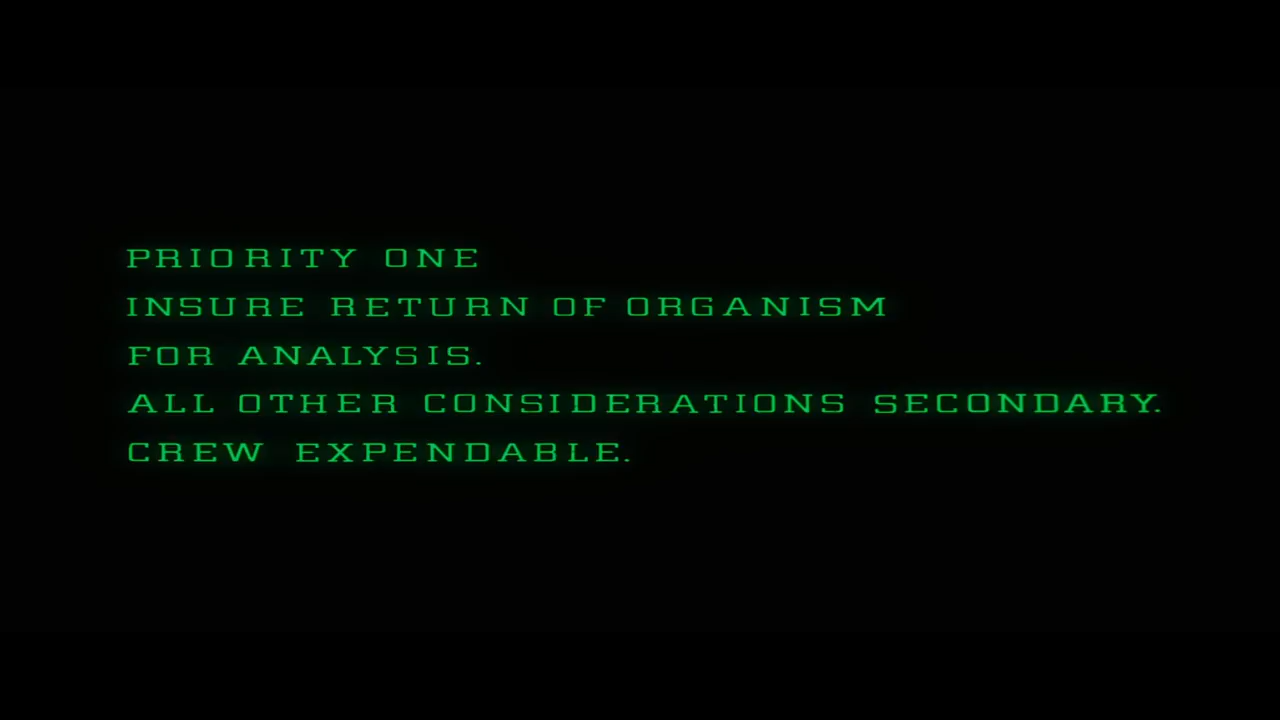 PRIORITY ONE
INSURE RETURN OF ORGANISM
FOR ANALYSIS.
ALL OTHER CONSIDERATIONS SECONDARY.
CREW EXPENDABLE.